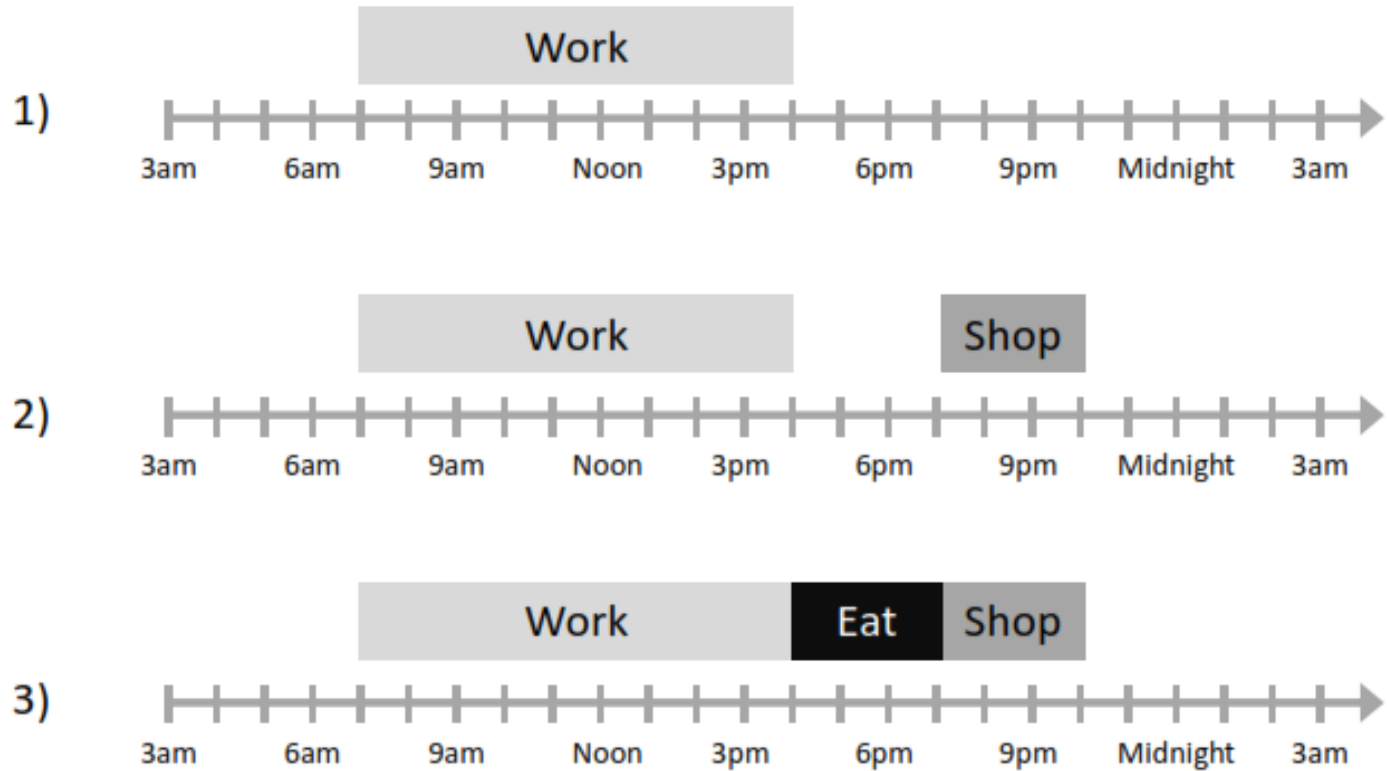 Work
1)
3am 6am 9am Noon 3pm 6pm 9pm Midnight 3am
Work Shop
2)
3am 6am 9am Noon 3pm 6pm 9pm Midnight 3am
Work Eat Shop
3)
3am 6am 9am Noon 3pm 6pm 9pm Midnight 3am